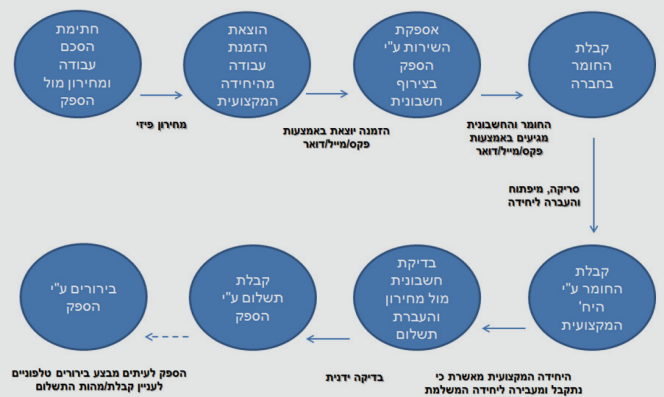 חתימת
הסכם
עבודה
ומחירון מול
הספק
מחירון פיזי
הוצאת
הזמנת
עבודה
מהיחידה
המקצועית
הזמנה יוצאת באמצעות
פקס/מייל/דואר
אספקת
השירות ע"י
הספק
בצירוף
חשבונית
החומר והחשבונית
מגיעים באמצעות
פקס/מייל/דואר
קבלת
החומר
בחברה
סריקה, מיפתוח
והעברה ליחידה
קבלת
החומר ע"י
היח'
המקצועית
היחידה המקצועית מאשרת כי
נתקבל ומעבירה ליחידה המשלמת
בדיקת
חשבונית
מול מחירון
והעברת
תשלום
בדיקה ידנית
קבלת
תשלום ע"י
הספק
הספק לעיתים מבצע בירורים טלפוניים
לעניין קבלת/מהות התשלום
בירורים ע"י
הספק